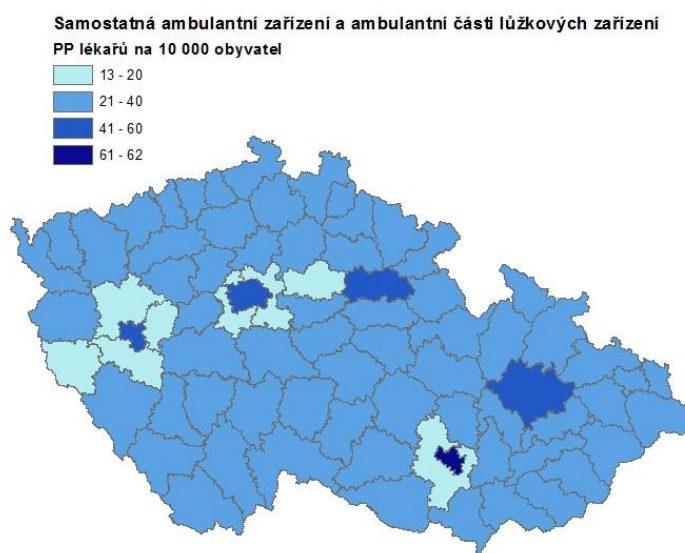 Samostatná ambulantní zařízení a ambulantní části lůžkových zařízení
PP lékařů na 10 000 obyvatel
13 - 20
21 - 40
41 - 60
61 - 62